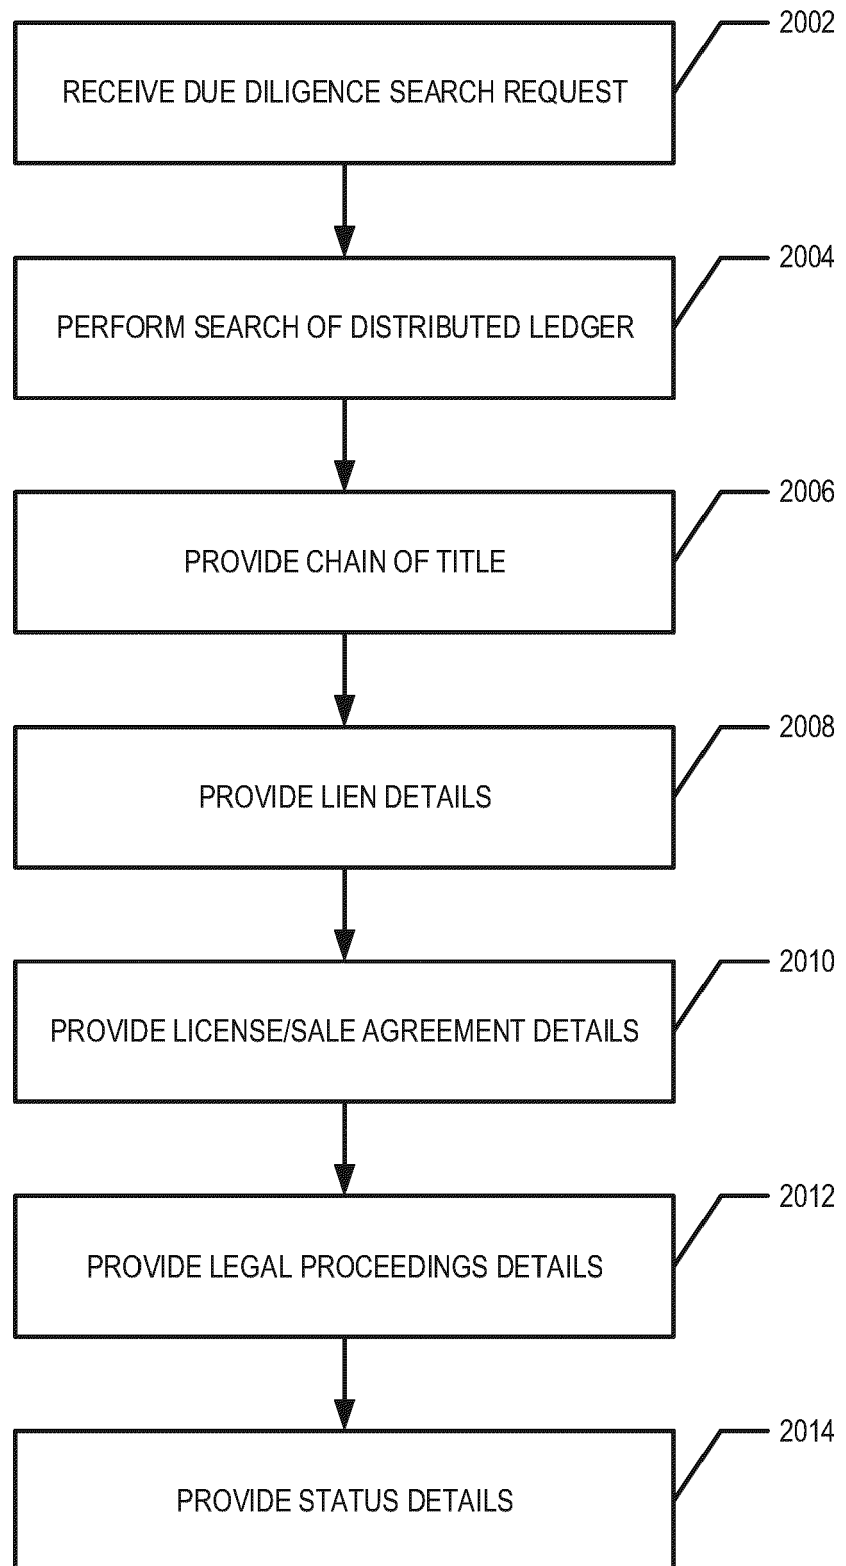 2002
RECEIVE DUE DILIGENCE SEARCH REQUEST
2004
PERFORM SEARCH OF DISTRIBUTED LEDGER
2006
PROVIDE CHAIN OF TITLE
2008
PROVIDE LIEN DETAILS
2010
PROVIDE LICENSE/SALE AGREEMENT DETAILS
2012
PROVIDE LEGAL PROCEEDINGS DETAILS
2014
PROVIDE STATUS DETAILS